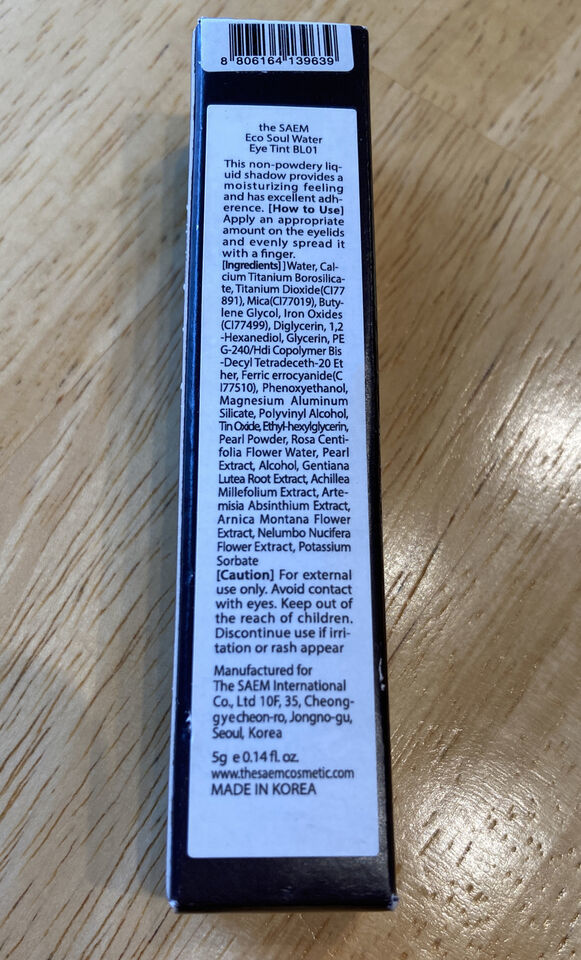 8 806164 139639
the SAEM
Eco Soul Water
Eye Tint BL01
This non-powdery liq-
uid shadow provides a
moisturizing feeling
and has excellent adh-
erence. [How to Use]
Apply an appropriate
amount on the eyelids
and evenly spread it
with a finger.
[Ingredients] ]Water, Cal-
cium Titanium Borosilica-
te, Titanium Dioxide(CI77
891), Mica(CI77019), Buty-
lene Glycol, Iron Oxides
(CI77499), Diglycerin, 1,2
-Hexanediol, Glycerin, PE
G-240/Hdi Copolymer Bis
-Decyl Tetradeceth-20 Et
her, Ferric errocyanide(C
I77510), Phenoxyethanol,
Magnesium Aluminum
Silicate, Polyvinyl Alcohol,
Tin Oxide, Ethyl-hexylglycerin,
Pearl Powder, Rosa Centi-
folia Flower Water, Pearl
Extract, Alcohol, Gentiana
Lutea Root Extract, Achillea
Millefolium Extract, Arte-
misia Absinthium Extract,
Arnica Montana Flower
Extract, Nelumbo Nucifera
Flower Extract, Potassium
Sorbate
[Caution] For external
use only. Avoid contact
with eyes. Keep out of
the reach of children.
Discontinue use if irri-
tation or rash appear
Manufactured for
The SAEM International
Co., Ltd 10F, 35, Cheong-
gyecheon-ro, Jongno-gu,
Seoul, Korea
5g e 0.14 fl. oz.
www.thesaemcosmetic.com
MADE IN KOREA